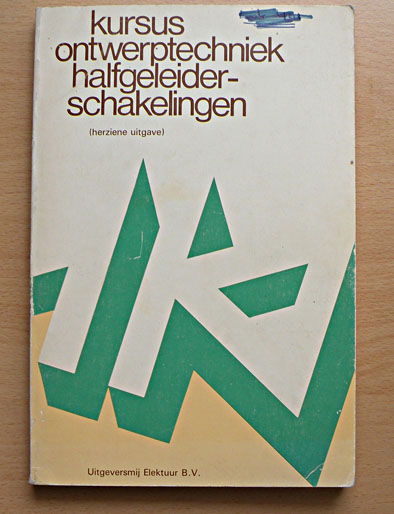 kursus
ontwerptechniek
halfgeleider-
schakelingen
(herziene uitgave)
Uitgeversmij Elektuur B.V.